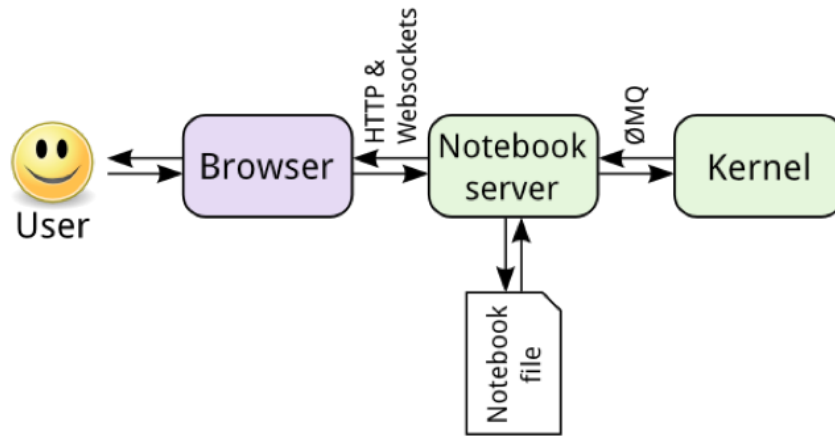 HTTP &
Websockets
ØMQ
User
Browser
Notebook
server
Kernel
Notebook
file